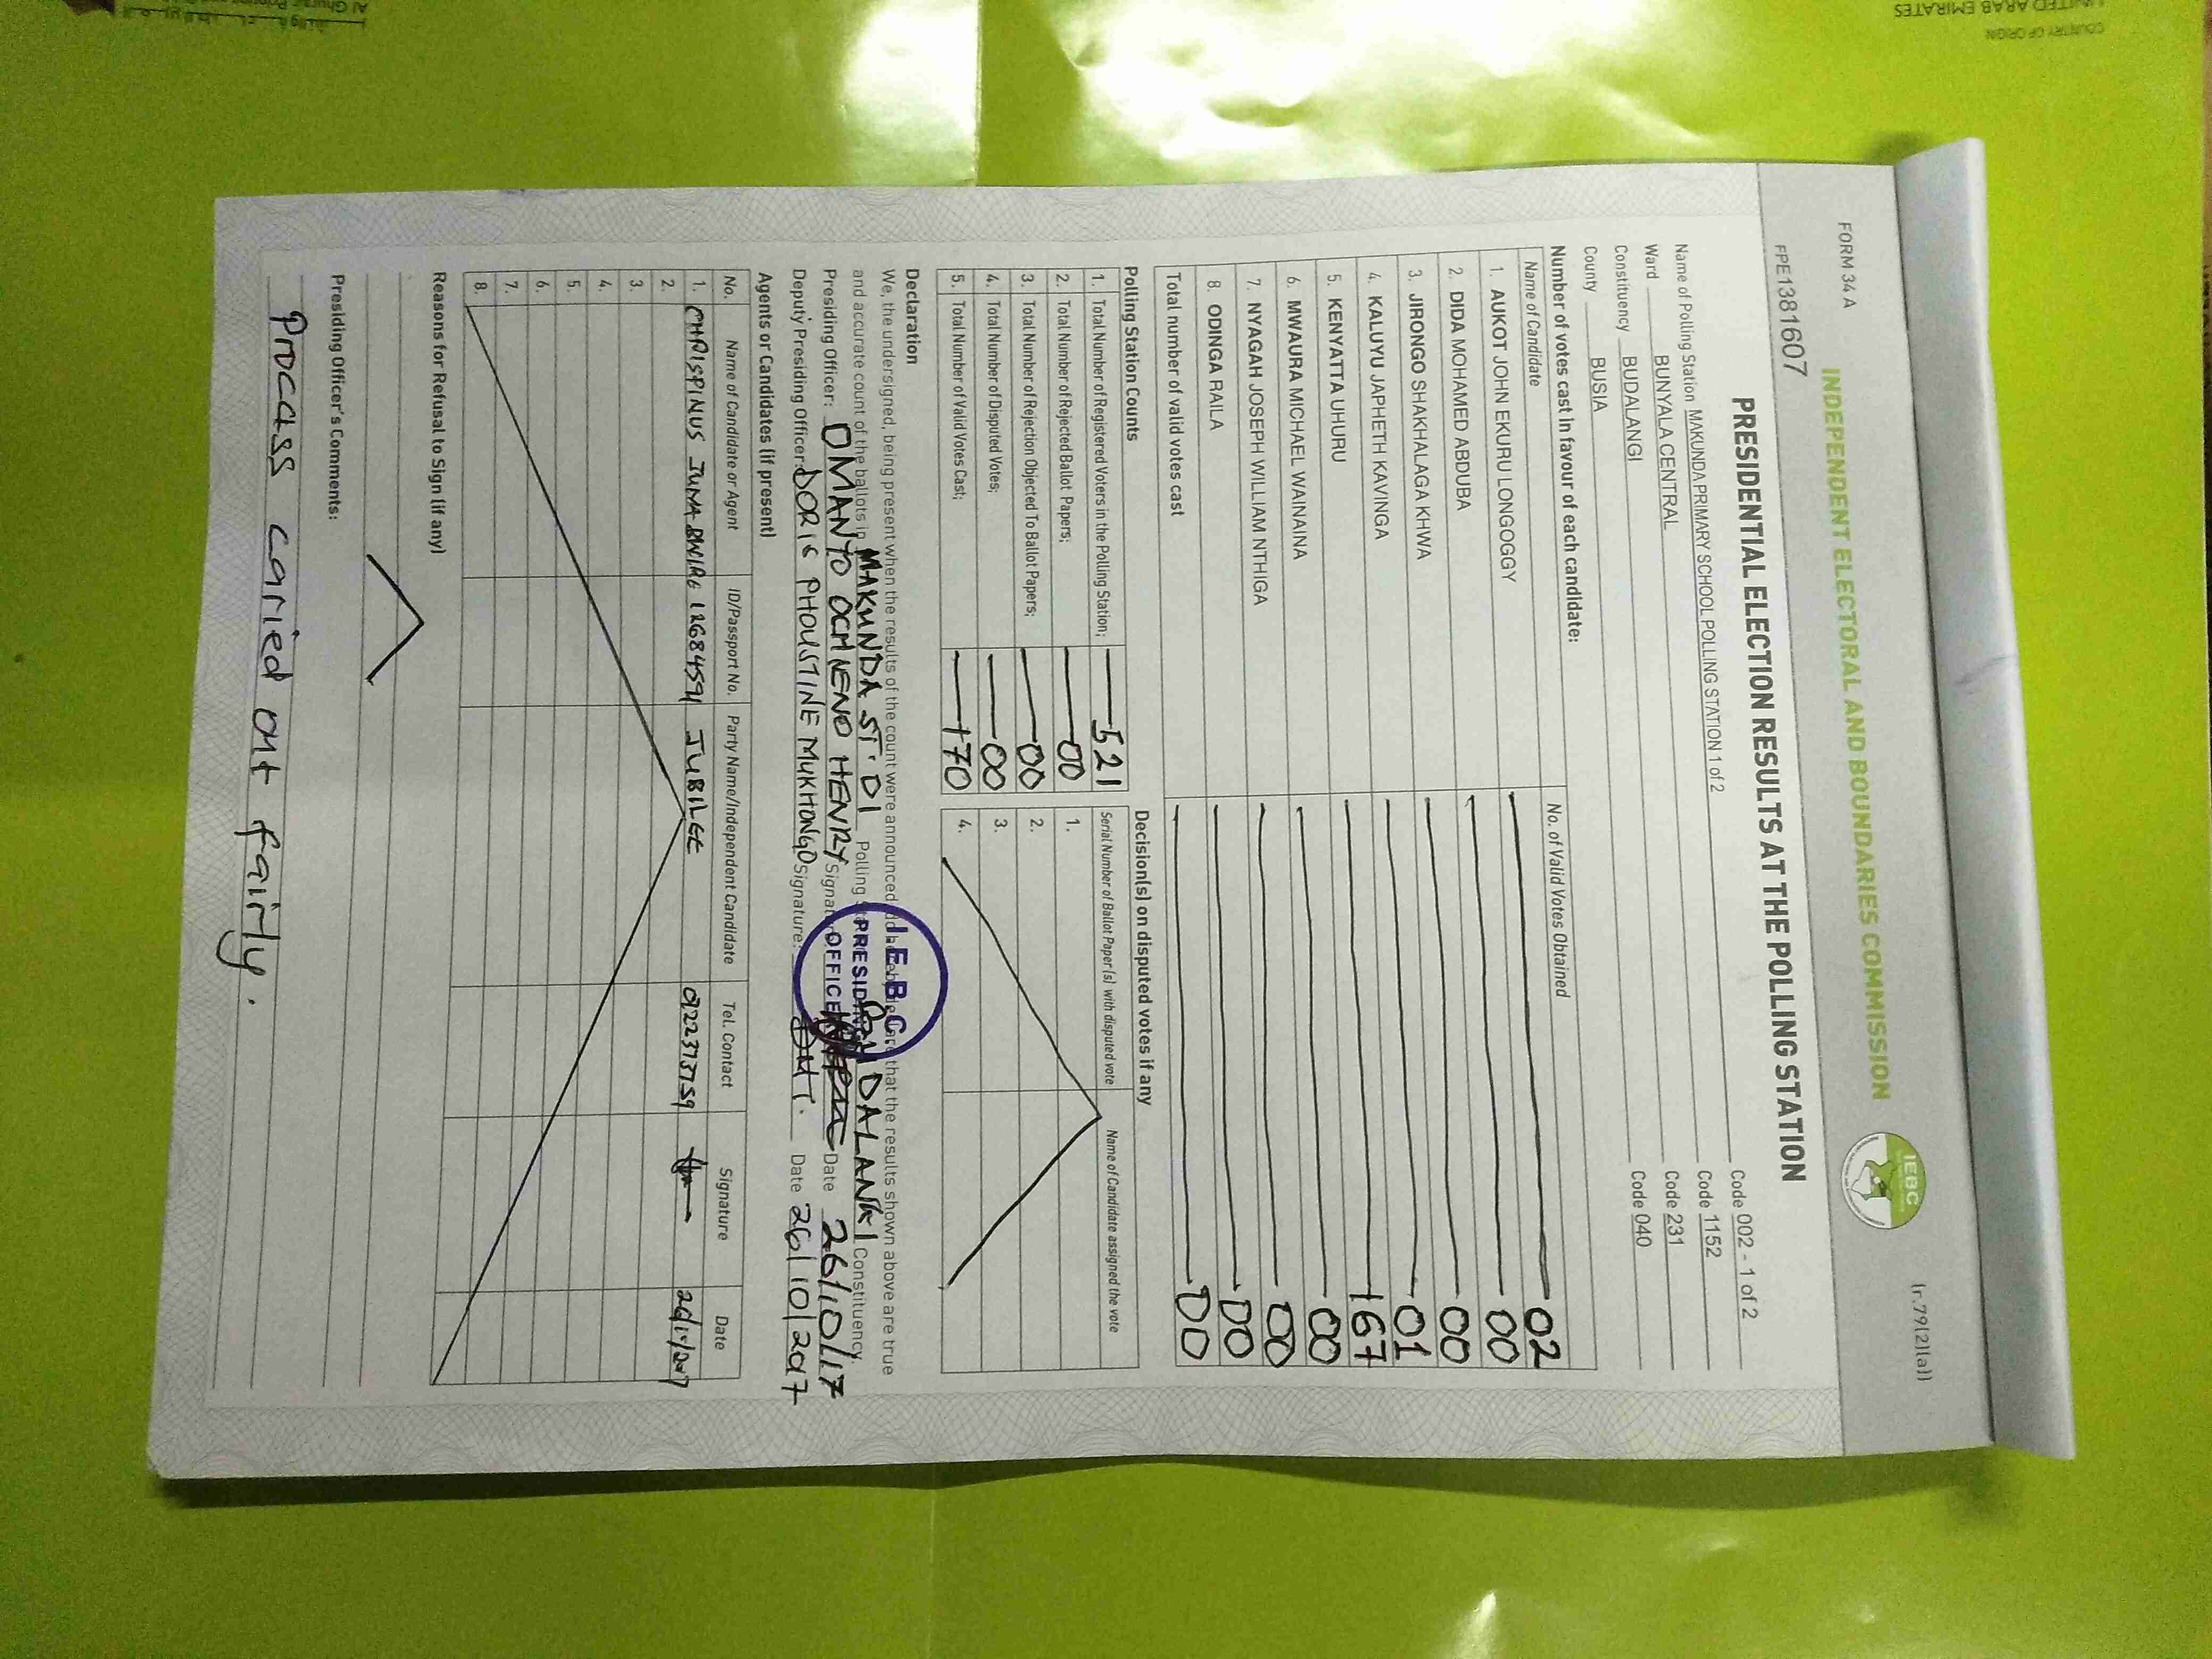 COUNTRY OF ORIGIN
UNITED ARAB EMIRATES
FORM 34 A
(r.79(2)(a))
INDEPENDENT ELECTORAL AND BOUNDARIES COMMISSION
IEBC
FPE1381607
PRESIDENTIAL ELECTION RESULTS AT THE POLLING STATION
Name of Polling Station MAKUNDA PRIMARY SCHOOL POLLING STATION 1 of 2 Code 002 - 1 of 2
Ward BUNYALA CENTRAL Code 1152
Constituency BUDALANGI Code 231
County BUSIA Code 040
Number of votes cast in favour of each candidate:
Name of Candidate No. of Valid Votes Obtained
1. AUKOT JOHN EKURU LONGOGGY 02
2. DIDA MOHAMED ABDUBA 00
3. JIRONGO SHAKHALAGA KHWA 00
4. KALUYU JAPHETH KAVINGA 01
5. KENYATTA UHURU 167
6. MWAURA MICHAEL WAINAINA 00
7. NYAGAH JOSEPH WILLIAM NTHIGA 00
8. ODINGA RAILA 00
Total number of valid votes cast 00
Polling Station Counts
1. Total Number of Registered Voters in the Polling Station; 521
2. Total Number of Rejected Ballot Papers; 00
3. Total Number of Rejection Objected To Ballot Papers; 00
4. Total Number of Disputed Votes; 00
5. Total Number of Valid Votes Cast; 170
Decision(s) on disputed votes if any
Serial Number of Ballot Paper(s) with disputed vote Name of Candidate assigned the vote
1.
2.
3.
4.
Declaration
We, the undersigned, being present when the results of the count were announced, do hereby declare that the results shown above are true
and accurate count of the ballots in MAKUNDA ST. 01 Polling Constituency.
Presiding Officer: OMANTO OCHIENO HENRY Signature Date 26/10/17
Deputy Presiding Officer: DORIS PHOUSTINE MUKHONGO Signature: Date 26/10/2017
I.E.B.C
PRESIDING
OFFICER
Agents or Candidates (if present)
No. Name of Candidate or Agent ID/Passport No. Party Name/Independent Candidate Tel. Contact Signature Date
1. CHRISPINUS JUMA 12684591 JUBILEE 0722373759 26/10/2017
2.
3.
4.
5.
6.
7.
8.
Reasons for Refusal to Sign (if any)
Presiding Officer's Comments:
Process caried out fairly.